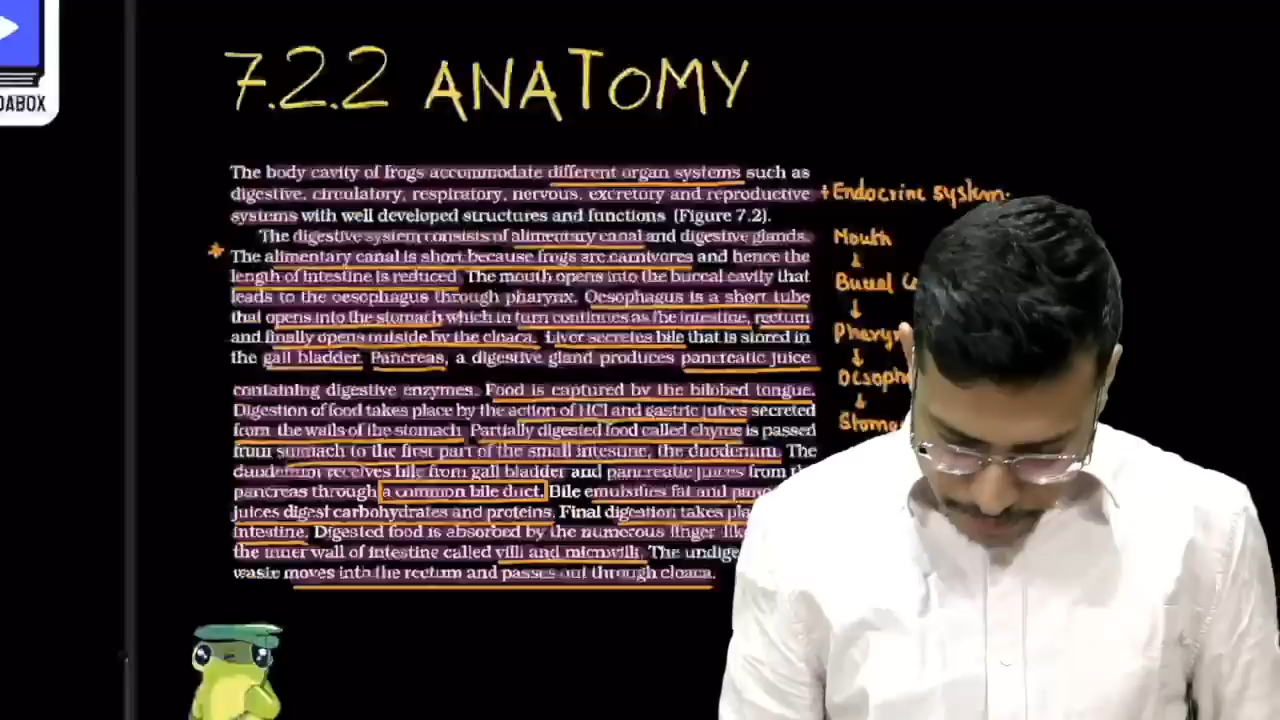 DABOX
7.2.2 ANATOMY
The body cavity of frogs accommodate different organ systems such as
digestive, circulatory, respiratory, nervous, excretory and reproductive
systems with well developed structures and functions (Figure 7.2).
+ Endocrine system.
The digestive system consists of alimentary canal and digestive glands.
The alimentary canal is short because frogs are carnivores and hence the
length of intestine is reduced. The mouth opens into the buccal cavity that
leads to the oesophagus through pharynx. Oesophagus is a short tube
that opens into the stomach which in turn continues as the intestine, rectum
and finally opens outside by the cloaca. Liver secretes bile that is stored in
the gall bladder. Pancreas, a digestive gland produces pancreatic juice
containing digestive enzymes. Food is captured by the bilobed tongue.
Digestion of food takes place by the action of HCl and gastric juices secreted
from the walls of the stomach. Partially digested food called chyme is passed
from stomach to the first part of the small intestine, the duodenum. The
duodenum receives bile from gall bladder and pancreatic juices from
pancreas through a common bile duct. Bile emulsifies fat and
juices digest carbohydrates and proteins. Final digestion takes
intestine. Digested food is absorbed by the numerous finger
the inner wall of intestine called villi and microvilli. The
waste moves into the rectum and passes out through cloaca.
Mouth
↓
Buccal
↓
Pharyn
↓
Oesoph
↓
Stoma